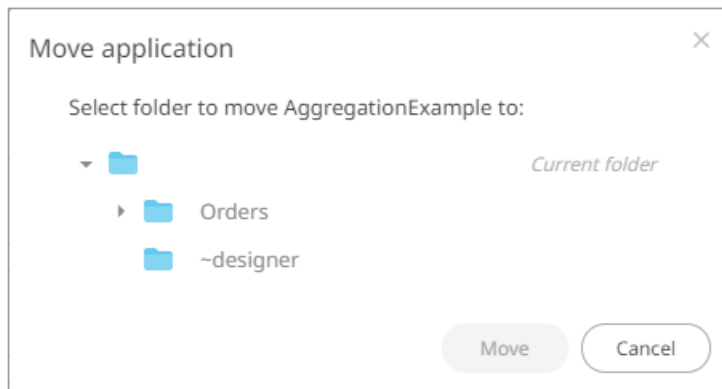 Move application
Select folder to move AggregationExample to:
Current folder
Orders
~designer
Move
Cancel